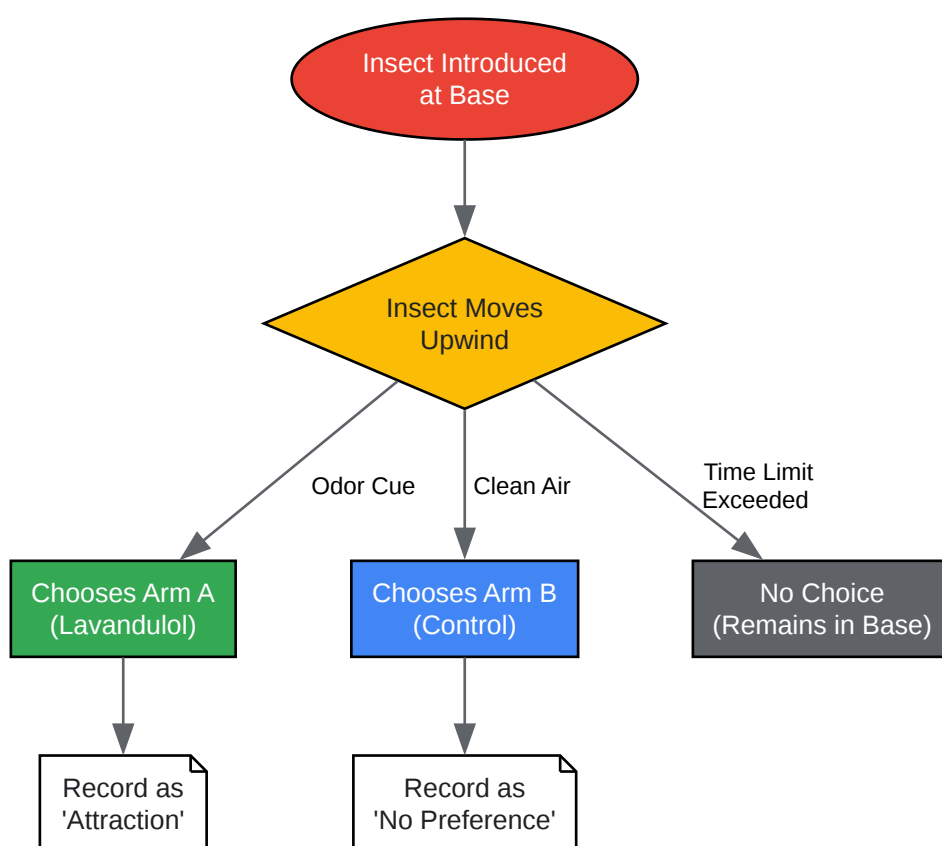 Insect Introduced
at Base
Insect Moves
Upwind
Odor Cue
Clean Air
Time Limit
Exceeded
Chooses Arm A
(Lavandulol)
Chooses Arm B
(Control)
No Choice
(Remains in Base)
Record as
'Attraction'
Record as
'No Preference'